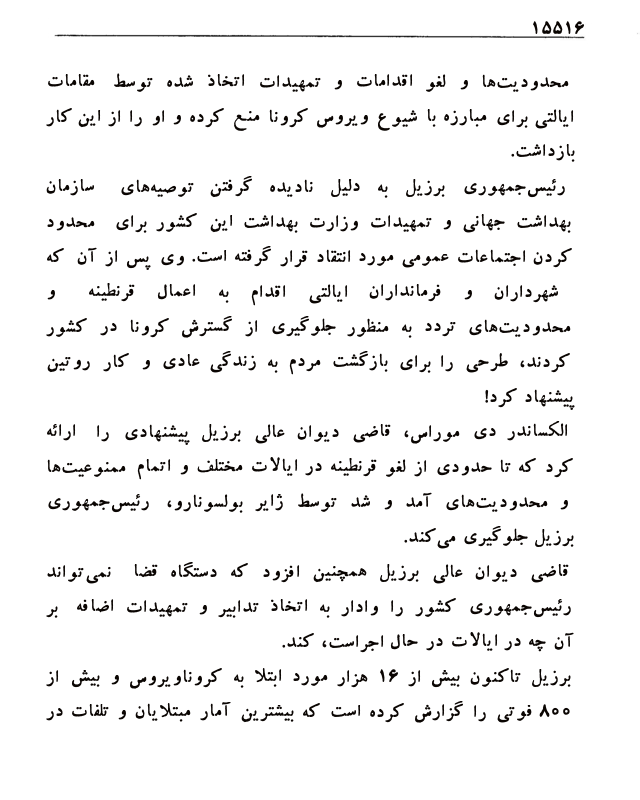 ۱۵۵۱۶
محدودیت‌ها و لغو اقدامات و تمهیدات اتخاذ شده توسط مقامات
ایالتی برای مبارزه با شیوع ویروس کرونا منع کرده و او را از این کار
بازداشت.
رئیس‌جمهوری برزیل به دلیل نادیده گرفتن توصیه‌های سازمان
بهداشت جهانی و تمهیدات وزارت بهداشت این کشور برای محدود
کردن اجتماعات عمومی مورد انتقاد قرار گرفته است. وی پس از آن که
شهرداران و فرمانداران ایالتی اقدام به اعمال قرنطینه و
محدودیت‌های تردد به منظور جلوگیری از گسترش کرونا در کشور
کردند، طرحی را برای بازگشت مردم به زندگی عادی و کار روتین
پیشنهاد کرد!
الکساندر دی موراس، قاضی دیوان عالی برزیل پیشنهادی را ارائه
کرد که تا حدودی از لغو قرنطینه در ایالات مختلف و اتمام ممنوعیت‌ها
و محدودیت‌های آمد و شد توسط ژایر بولسونارو، رئیس‌جمهوری
برزیل جلوگیری می‌کند.
قاضی دیوان عالی برزیل همچنین افزود که دستگاه قضا نمی‌تواند
رئیس‌جمهوری کشور را وادار به اتخاذ تدابیر و تمهیدات اضافه بر
آن چه در ایالات در حال اجراست، کند.
برزیل تاکنون بیش از ۱۶ هزار مورد ابتلا به کروناویروس و بیش از
۸۰۰ فوتی را گزارش کرده است که بیشترین آمار مبتلایان و تلفات در